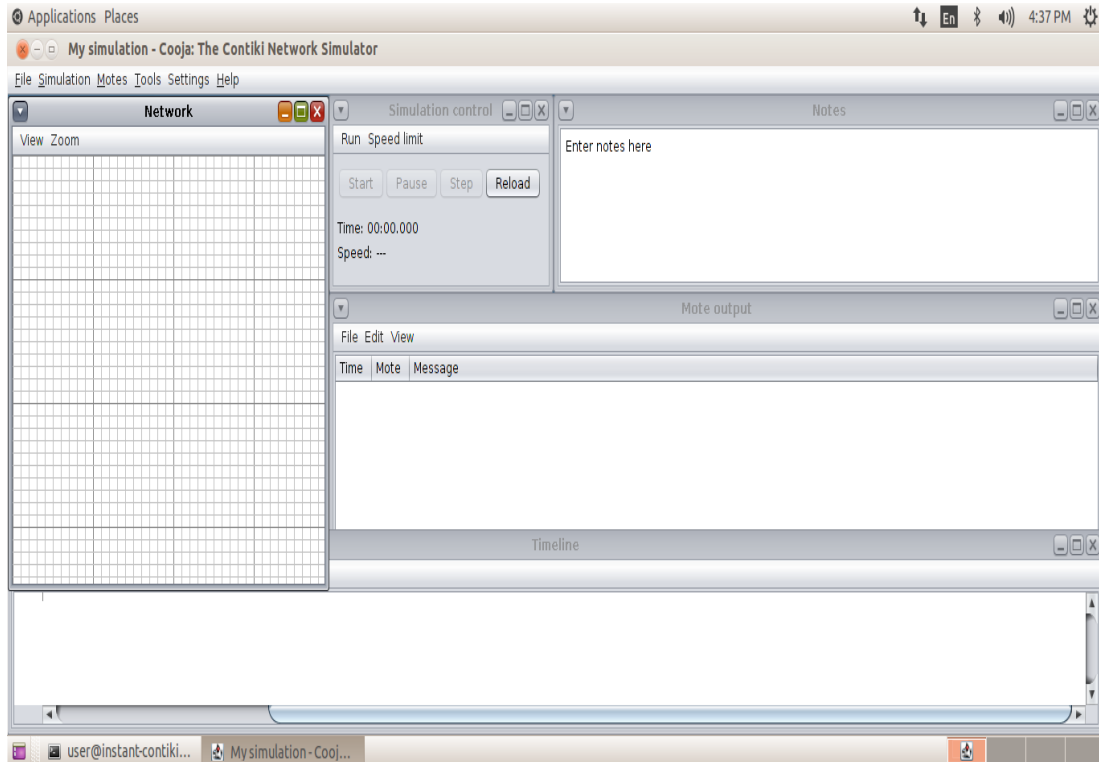 Applications Places En 4:37 PM
My simulation - Cooja: The Contiki Network Simulator
File Simulation Motes Tools Settings Help
Network
View Zoom
Simulation control
Run Speed limit
Start Pause Step Reload
Time: 00:00.000
Speed: ---
Notes
Enter notes here
Mote output
File Edit View
Time Mote Message
Timeline
user@instant-contiki... My simulation - Cooj...